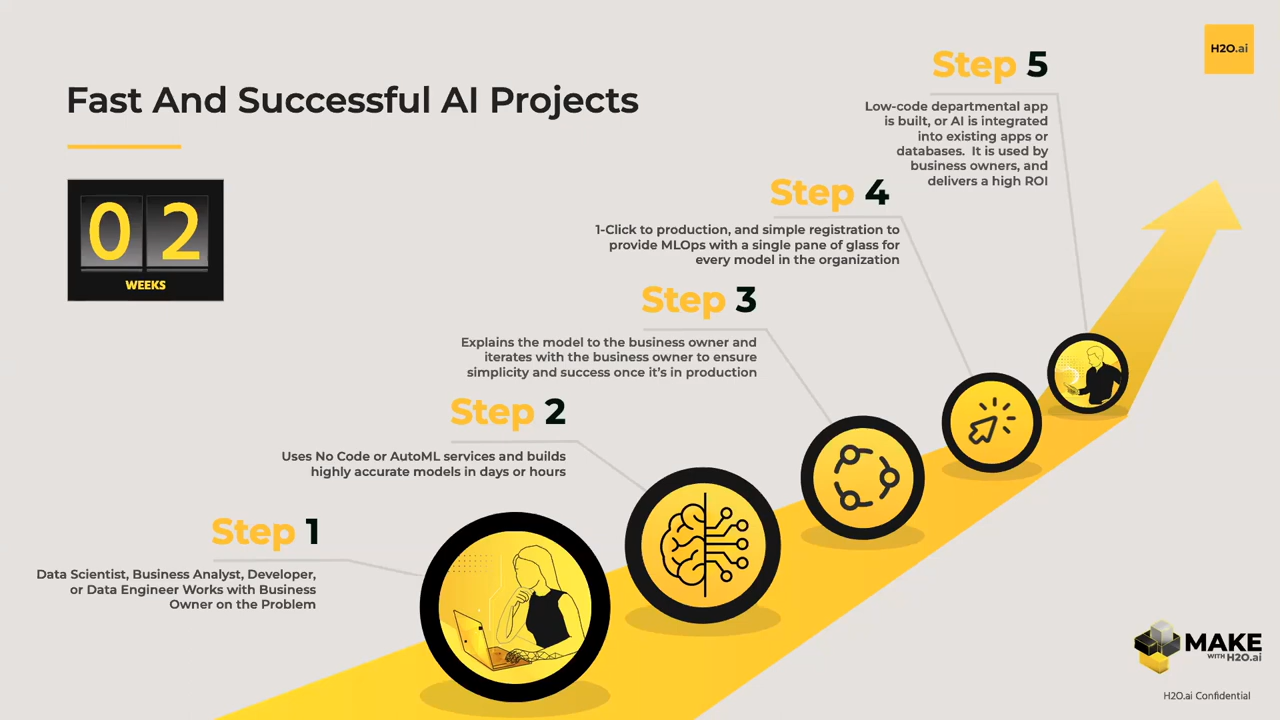 H2O.ai
Fast And Successful AI Projects
02
WEEKS
Step 5
Low-code departmental app
is built, or AI is integrated
into existing apps or
databases.  It is used by
business owners, and
delivers a high ROI
Step 4
1-Click to production, and simple registration to
provide MLOps with a single pane of glass for
every model in the organization
Step 3
Explains the model to the business owner and
iterates with the business owner to ensure
simplicity and success once it's in production
Step 2
Uses No Code or AutoML services and builds
highly accurate models in days or hours
Step 1
Data Scientist, Business Analyst, Developer,
or Data Engineer Works with Business
Owner on the Problem
MAKE
WITH H2O.ai
H2O.ai Confidential